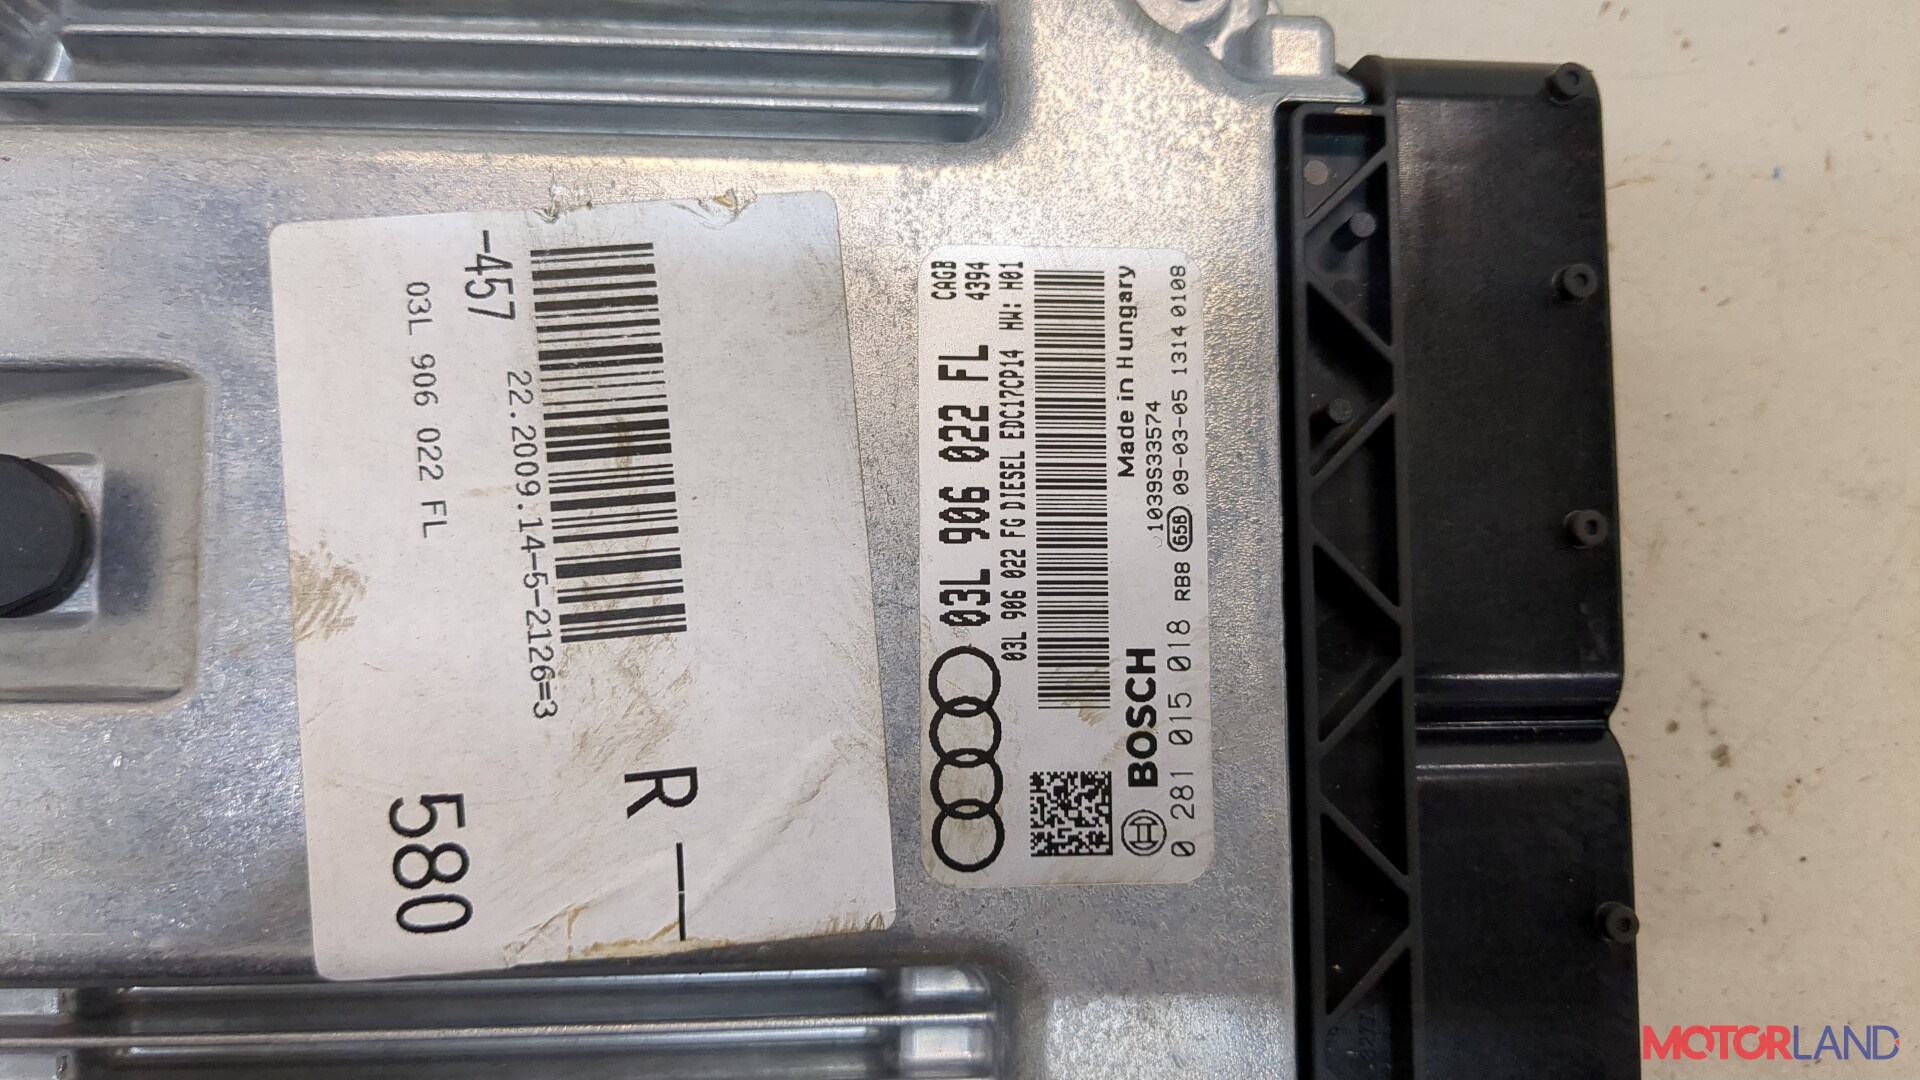 -457
22.2009.14-5-2126=3
03L 906 022 FL
R
580
CAGB
03L 906 022 FL 4394
03L 906 022 FG DIESEL EDC17CP14 HW: H01
Made in Hungary
BOSCH 1039S33574
0 281 015 018 RB8 658 09-03-05 1314 0108
MOTORLAND